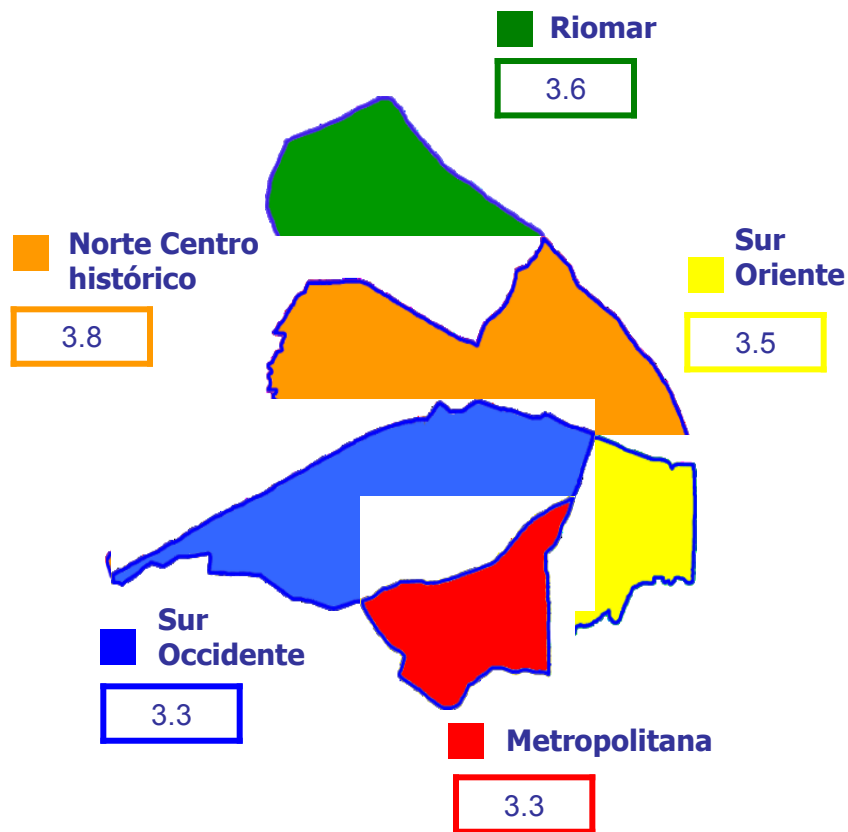 Riomar
3.6
Norte Centro
histórico
3.8
Sur
Oriente
3.5
Sur
Occidente
3.3
Metropolitana
3.3